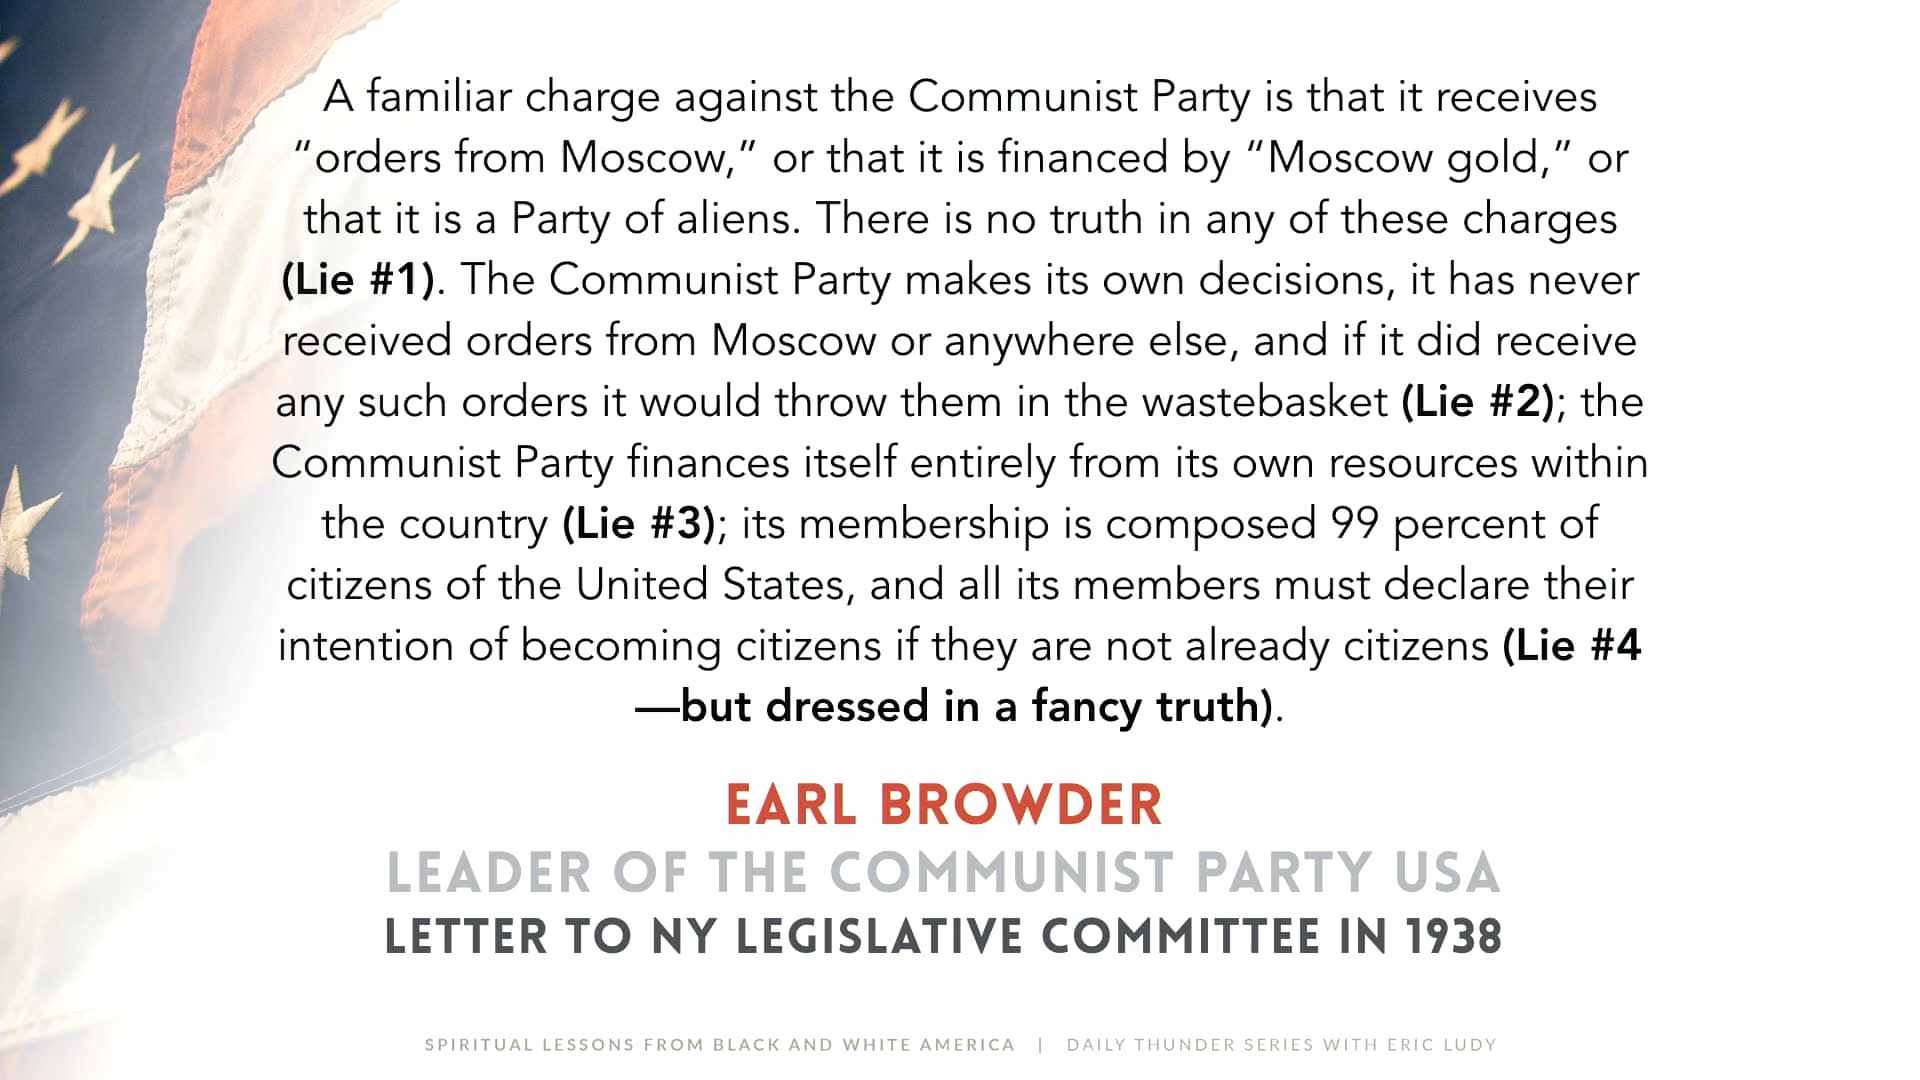 A familiar charge against the Communist Party is that it receives
“orders from Moscow,” or that it is financed by “Moscow gold,” or
that it is a Party of aliens. There is no truth in any of these charges
(Lie #1). The Communist Party makes its own decisions, it has never
received orders from Moscow or anywhere else, and if it did receive
any such orders it would throw them in the wastebasket (Lie #2); the
Communist Party finances itself entirely from its own resources within
the country (Lie #3); its membership is composed 99 percent of
citizens of the United States, and all its members must declare their
intention of becoming citizens if they are not already citizens (Lie #4
—but dressed in a fancy truth).
EARL BROWDER
LEADER OF THE COMMUNIST PARTY USA
LETTER TO NY LEGISLATIVE COMMITTEE IN 1938
SPIRITUAL LESSONS FROM BLACK AND WHITE AMERICA | DAILY THUNDER SERIES WITH ERIC LUDY